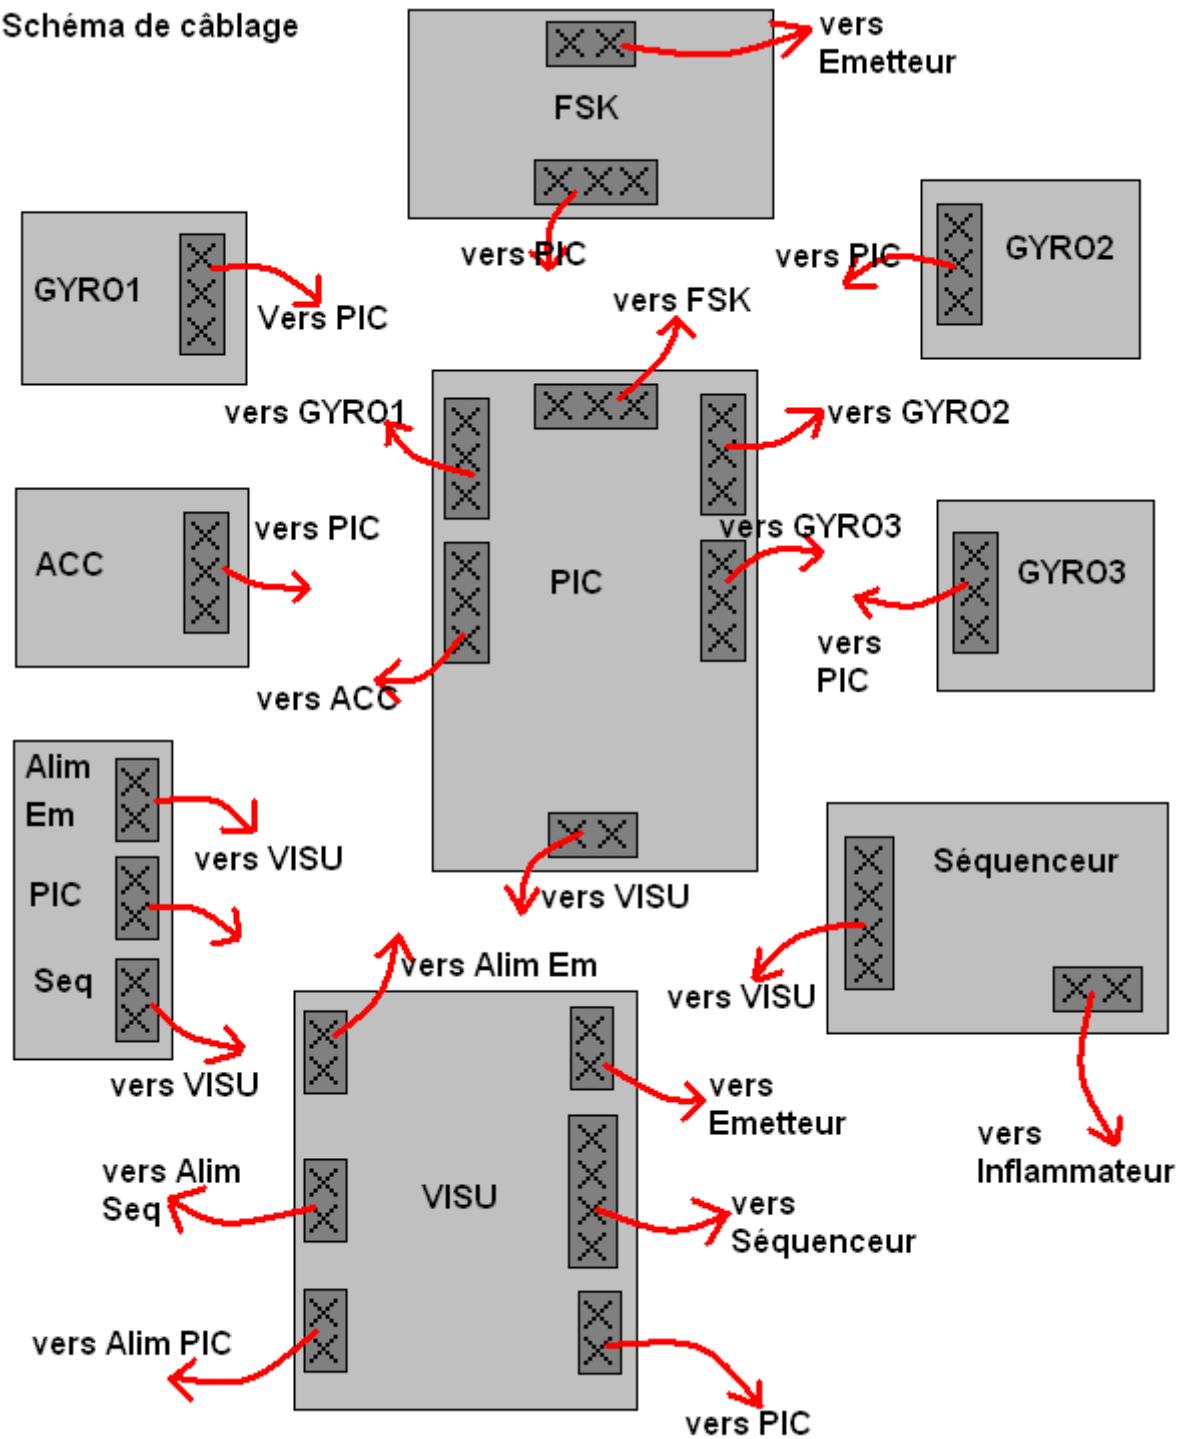 Schéma de câblage
vers
Emetteur
FSK
vers PIC
vers PIC
GYRO2
GYRO1
Vers PIC
vers FSK
vers GYRO1
vers GYRO2
ACC
vers PIC
vers GYRO3
PIC
GYRO3
vers
PIC
vers ACC
Alim
Em
vers VISU
PIC
Séquenceur
vers VISU
Seq
vers Alim Em
vers VISU
vers VISU
vers
Emetteur
vers
Inflammateur
vers Alim
Seq
VISU
vers
Séquenceur
vers Alim PIC
vers PIC